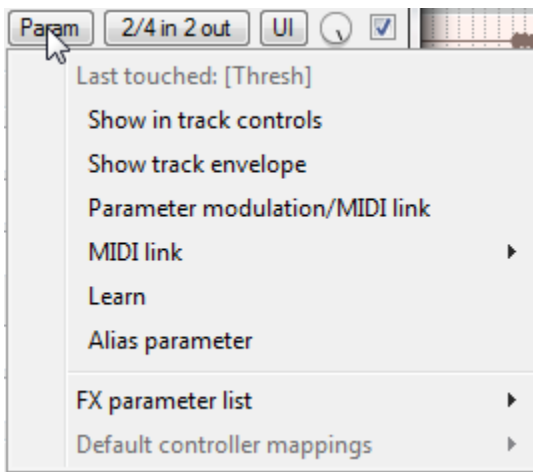 Param 2/4 in 2 out UI
Last touched: [Thresh]
Show in track controls
Show track envelope
Parameter modulation/MIDI link
MIDI link
Learn
Alias parameter
FX parameter list
Default controller mappings